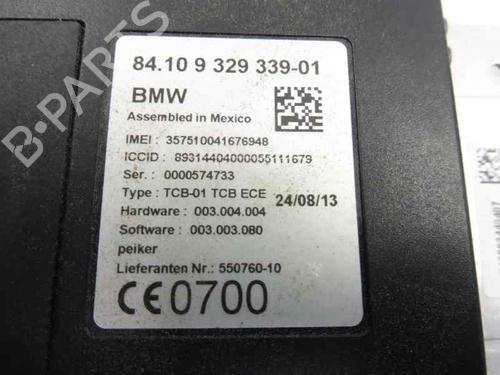 84.10 9 329 339-01
BMW
Assembled in Mexico
IMEI : 357510041676948
ICCID : 89314404000055111679
Ser. : 0000574733
Type : TCB-01 TCB ECE 24/08/13
Hardware : 003.004.004
Software : 003.003.080
peiker
Lieferanten Nr.: 550760-10
CE0700